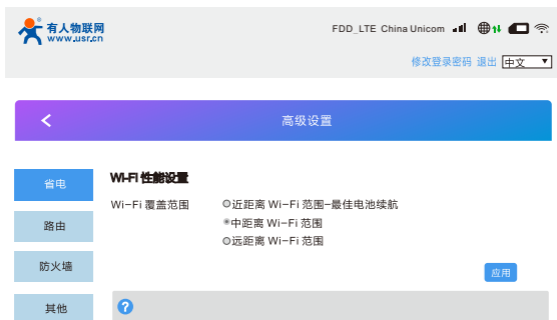 有人物联网
www.usr.cn
FDD_LTE China Unicom
修改登录密码 退出 中文
高级设置
省电
路由
防火墙
其他
WI-FI 性能设置
Wi-Fi 覆盖范围
近距离 Wi-Fi 范围-最佳电池续航
中距离 Wi-Fi 范围
远距离 Wi-Fi 范围
应用
?